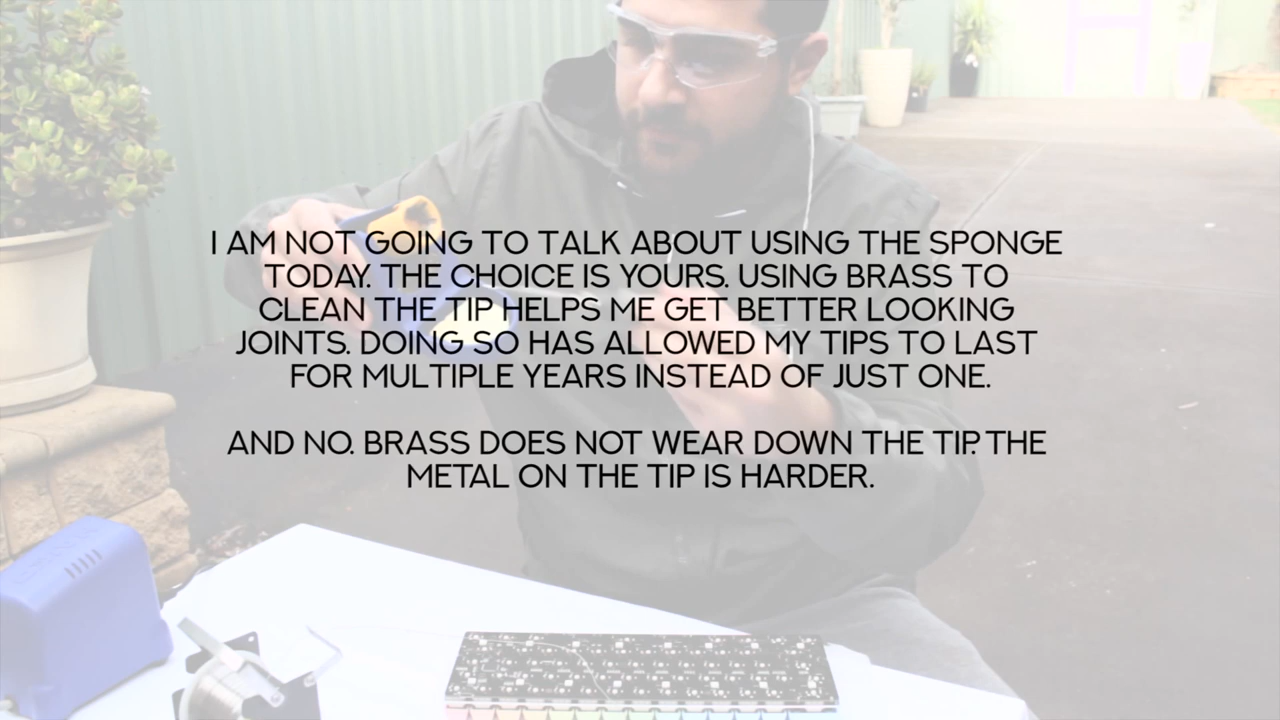 I AM NOT GOING TO TALK ABOUT USING THE SPONGE
TODAY. THE CHOICE IS YOURS. USING BRASS TO
CLEAN THE TIP HELPS ME GET BETTER LOOKING
JOINTS. DOING SO HAS ALLOWED MY TIPS TO LAST
FOR MULTIPLE YEARS INSTEAD OF JUST ONE.
AND NO. BRASS DOES NOT WEAR DOWN THE TIP. THE
METAL ON THE TIP IS HARDER.